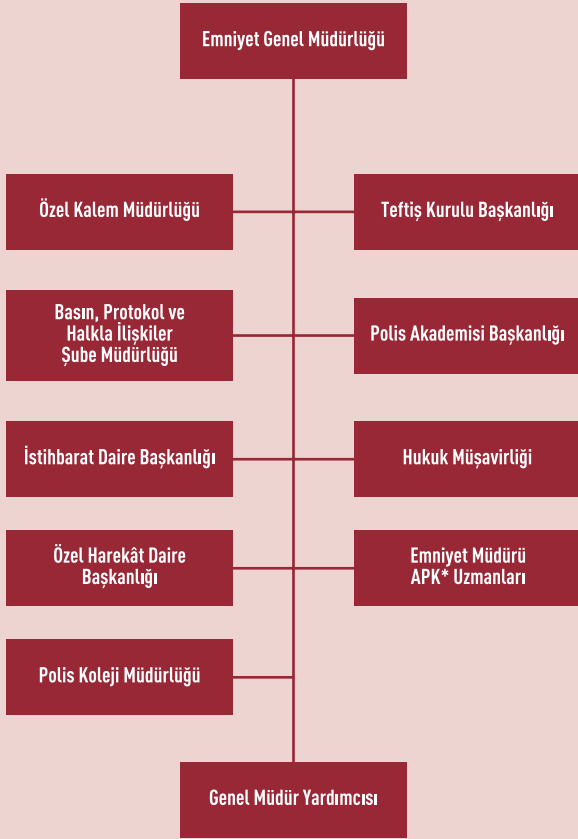 Emniyet Genel Müdürlüğü
Özel Kalem Müdürlüğü
Teftiş Kurulu Başkanlığı
Basın, Protokol ve
Halkla İlişkiler
Şube Müdürlüğü
Polis Akademisi Başkanlığı
İstihbarat Daire Başkanlığı
Hukuk Müşavirliği
Özel Harekât Daire
Başkanlığı
Emniyet Müdürü
APK* Uzmanları
Polis Koleji Müdürlüğü
Genel Müdür Yardımcısı